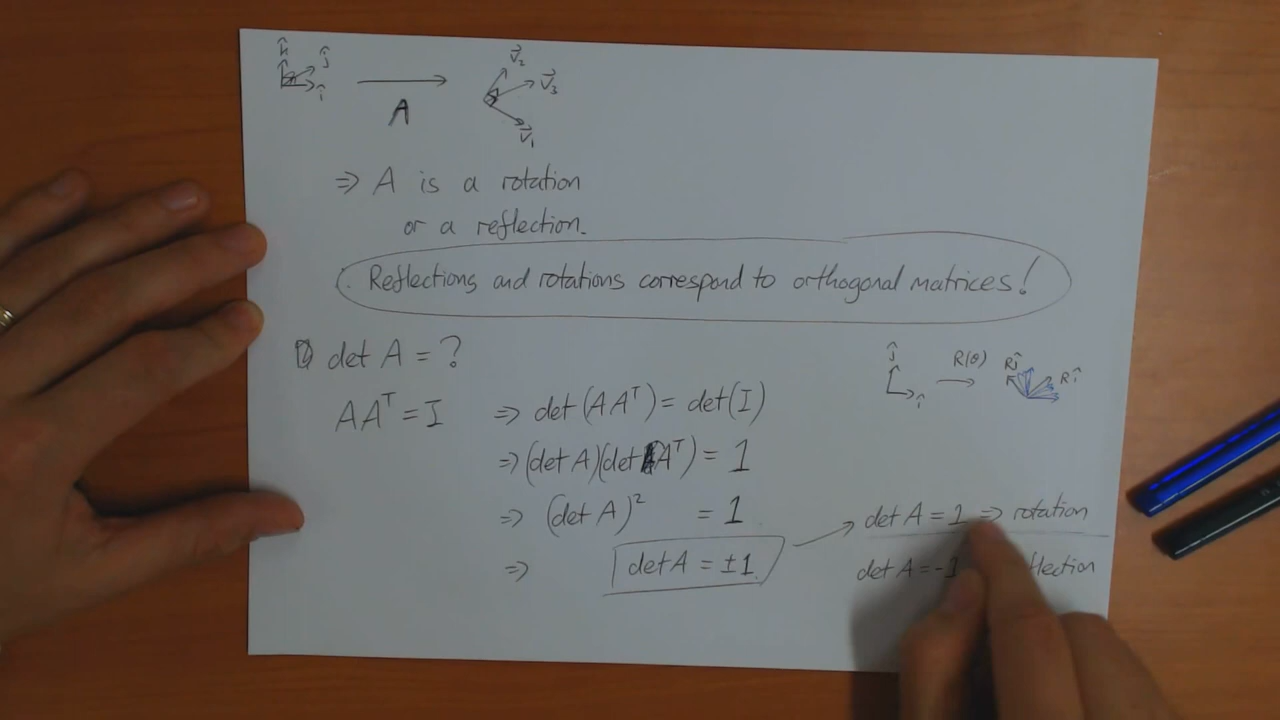 k̂ ĵ î A v⃗₂ v⃗₃ v⃗₁
⇒ A is a rotation
or a reflection.
Reflections and rotations correspond to orthogonal matrices!
det A = ?
ĵ î R(θ) Rĵ Rî
AAᵀ = I ⇒ det(AAᵀ) = det(I)
⇒ (det A)(det Aᵀ) = 1
⇒ (det A)² = 1
det A = 1 ⇒ rotation
⇒ det A = ±1.
det A = -1